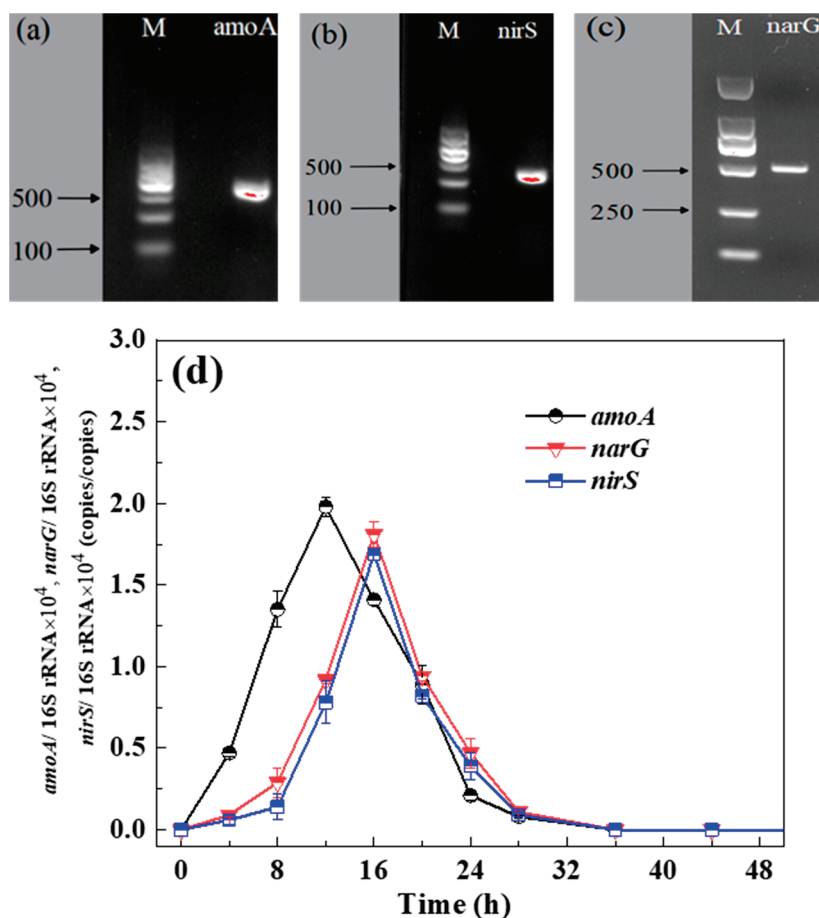 (a) M amoA
500
100
(b) M nirS
500
100
(c) M narG
500
250
(d)
amoA/ 16S rRNA×10⁴, narG/ 16S rRNA×10⁴,
nirS/ 16S rRNA×10⁴ (copies/copies)
3.0
2.5
2.0
1.5
1.0
0.5
0.0
amoA
narG
nirS
0 8 16 24 32 40 48
Time (h)